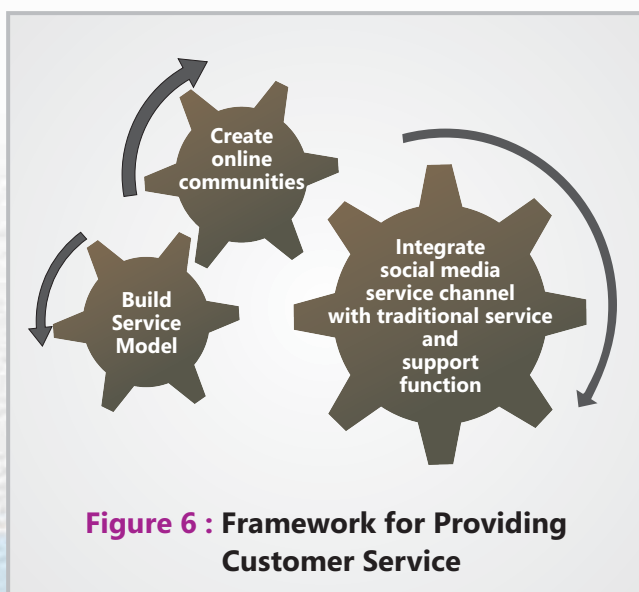 Create
online
communities
Build
Service
Model
Integrate
social media
service channel
with traditional service
and
support
function
Figure 6 : Framework for Providing
Customer Service